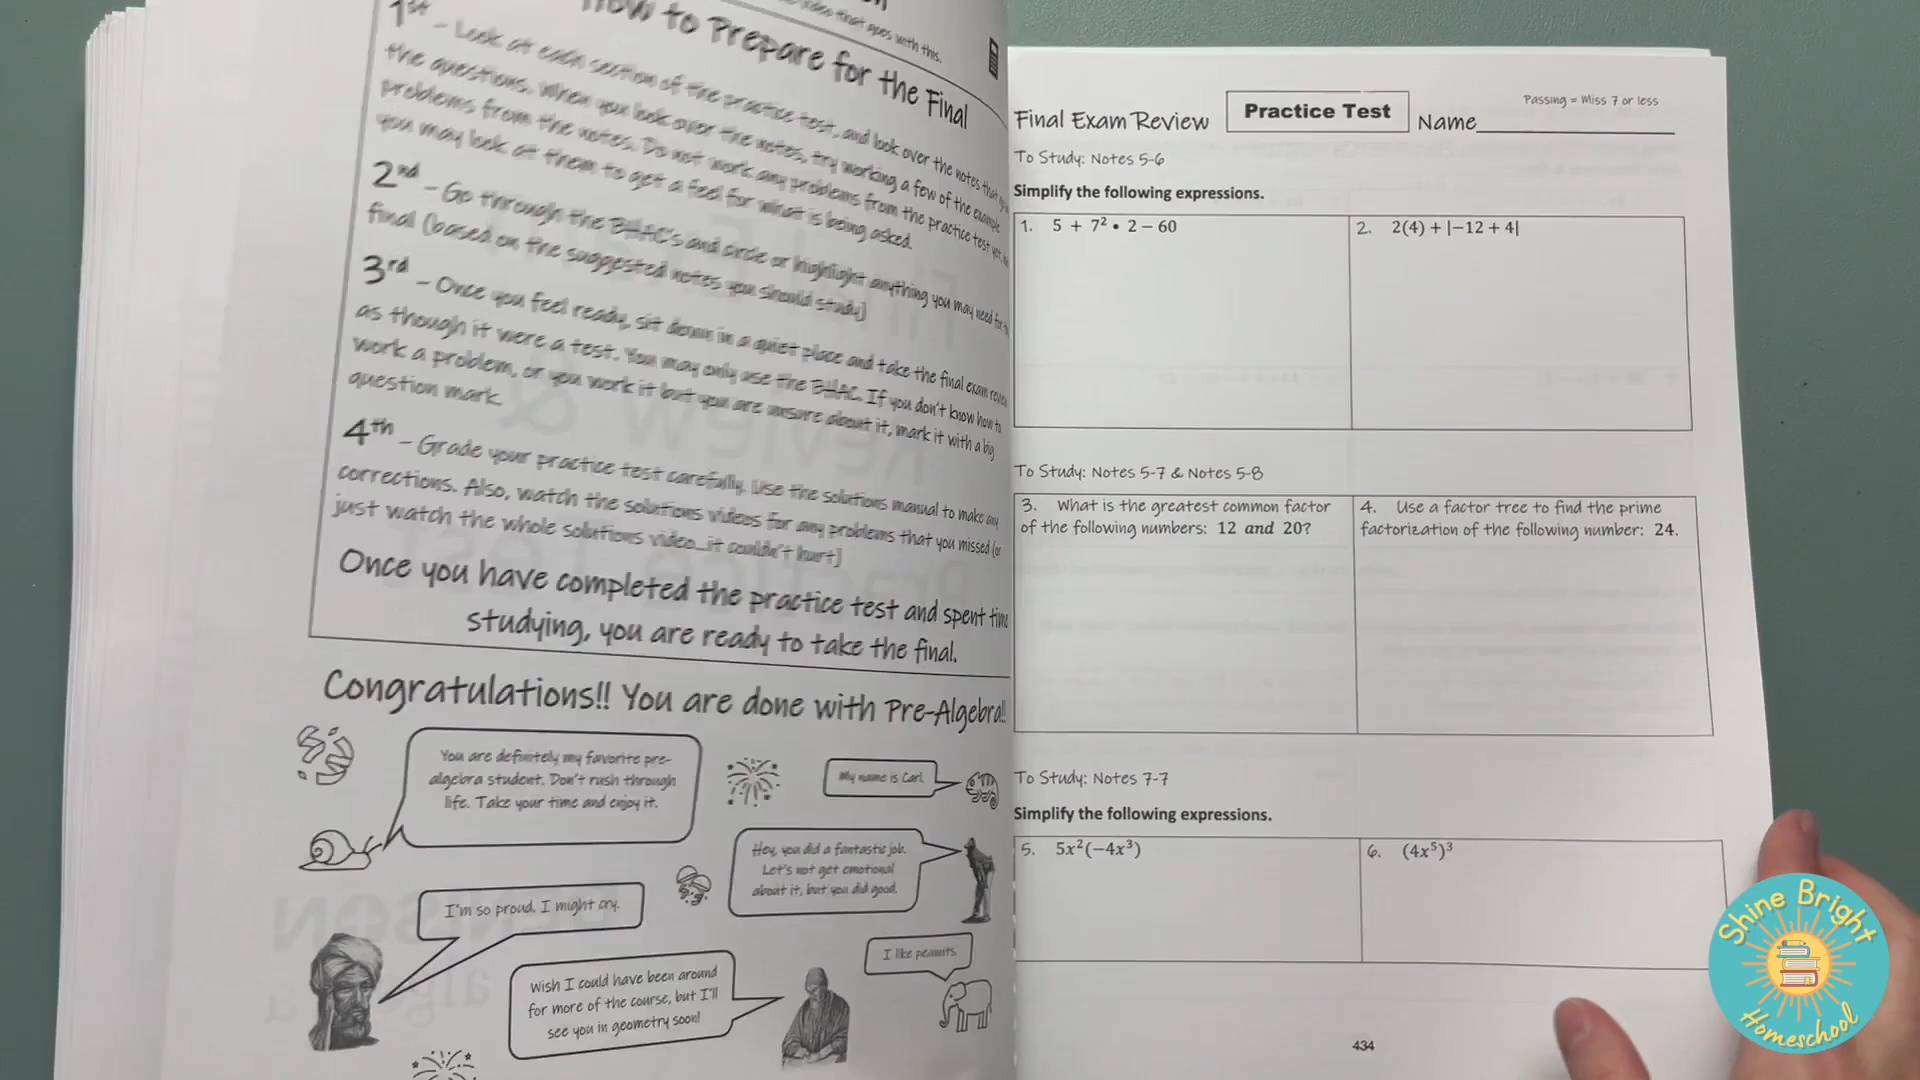 video that goes with this.
How to Prepare for the Final
1st – Look at each section of the practice test, and look over the notes that
the questions. When you look over the notes, try working a few of the example
problems from the notes. Do not work any problems from the practice test yet,
you may look at them to get a feel for what is being asked.
2nd – Go through the BHAC's and circle or highlight anything you may need for
final (based on the suggested notes you should study)
3rd – Once you feel ready, sit down in a quiet place and take the final exam review
as though it were a test. You may only use the BHAC. If you don't know how to
work a problem, or you work it but you are unsure about it, mark it with a big
question mark.
4th – Grade your practice test carefully. Use the solutions manual to make any
corrections. Also, watch the solutions videos for any problems that you missed (or
just watch the whole solutions video...it couldn't hurt)
Once you have completed the practice test and spent time
studying, you are ready to take the final.
Congratulations!! You are done with Pre-Algebra!!
You are definitely my favorite pre-
algebra student. Don't rush through
life. Take your time and enjoy it.
My name is Carl.
Hey, you did a fantastic job.
Let's not get emotional
about it, but you did good.
I'm so proud. I might cry.
I like peanuts.
Wish I could have been around
for more of the course, but I'll
see you in geometry soon!
Passing = Miss 7 or less
Final Exam Review Practice Test Name
To Study: Notes 5-6
Simplify the following expressions.
1. 5 + 7² • 2 − 60
2. 2(4) + |−12 + 4|
To Study: Notes 5-7 & Notes 5-8
3. What is the greatest common factor
of the following numbers: 12 and 20?
4. Use a factor tree to find the prime
factorization of the following number: 24.
To Study: Notes 7-7
Simplify the following expressions.
5. 5x²(−4x³)
6. (4x⁵)³
434
Shine Bright
Homeschool